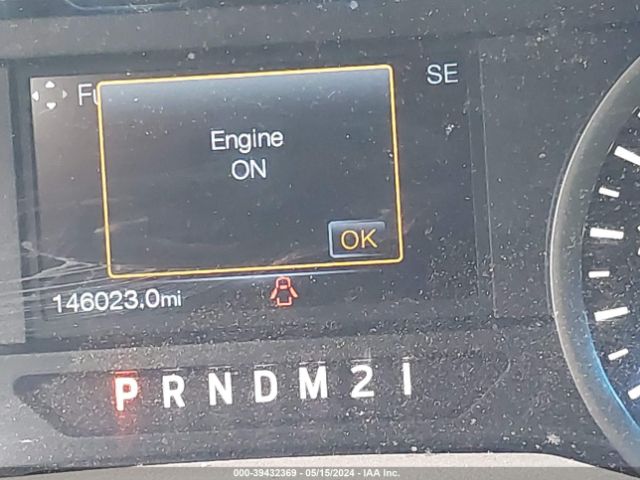 SE
Engine
ON
OK
146023.0mi
P R N D M 2 1
000-39432369 - 05/15/2024 - IAA Inc.